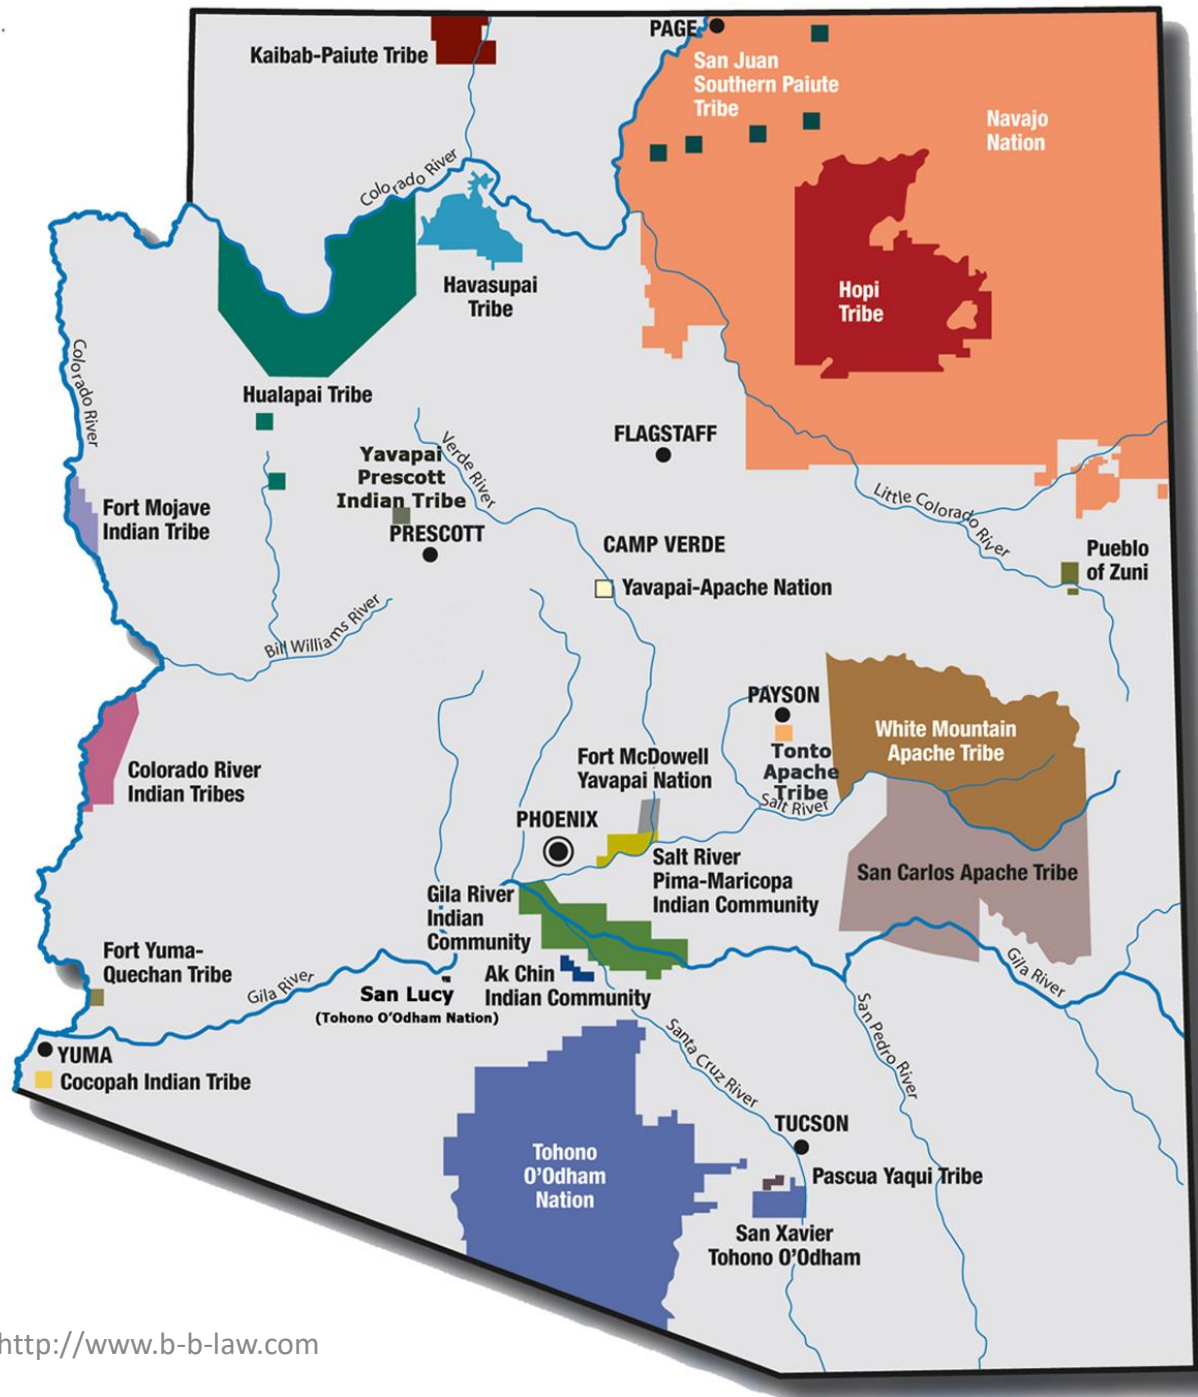 PAGE
Kaibab-Paiute Tribe
San Juan
Southern Paiute
Tribe
Navajo
Nation
Colorado River
Havasupai
Tribe
Hopi
Tribe
Colorado River
Hualapai Tribe
FLAGSTAFF
Verde River
Yavapai
Prescott
Indian Tribe
PRESCOTT
Fort Mojave
Indian Tribe
Little Colorado River
CAMP VERDE
Yavapai-Apache Nation
Pueblo
of Zuni
Bill Williams River
PAYSON
Tonto
Apache
Tribe
White Mountain
Apache Tribe
Colorado River
Indian Tribes
Fort McDowell
Yavapai Nation
Salt River
PHOENIX
Salt River
Pima-Maricopa
Indian Community
San Carlos Apache Tribe
Gila River
Indian
Community
Fort Yuma-
Quechan Tribe
Gila River
San Lucy
(Tohono O'Odham Nation)
Ak Chin
Indian Community
Gila River
San Pedro River
Santa Cruz River
YUMA
Cocopah Indian Tribe
TUCSON
Tohono
O'Odham
Nation
Pascua Yaqui Tribe
San Xavier
Tohono O'Odham
http://www.b-b-law.com